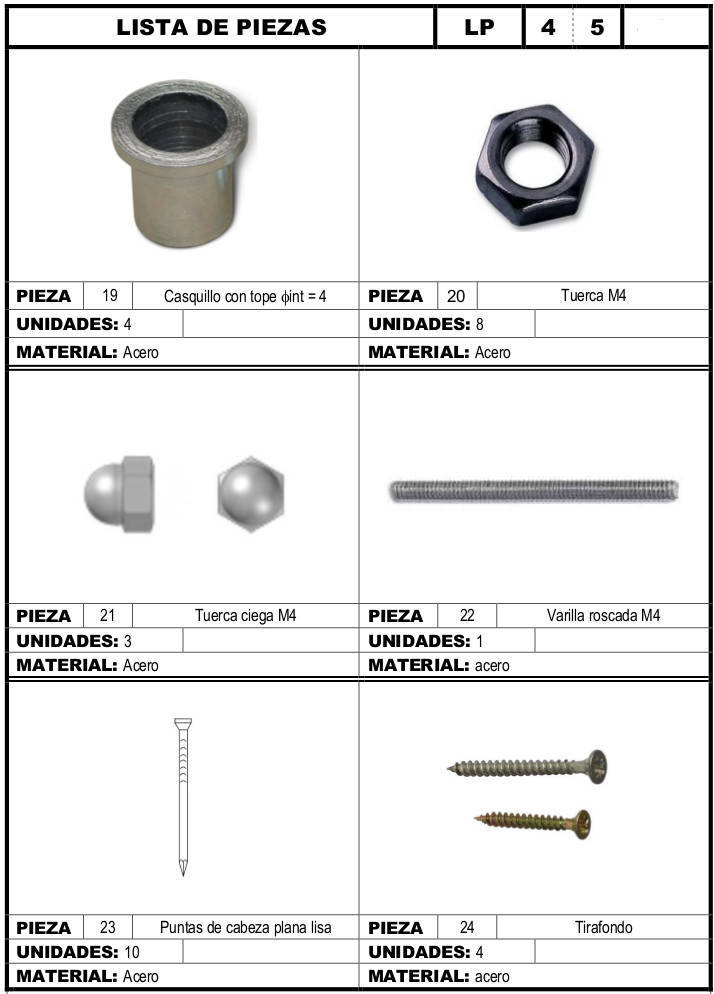 LISTA DE PIEZAS LP 4 5
PIEZA 19 Casquillo con tope ϕint = 4
PIEZA 20 Tuerca M4
UNIDADES: 4
UNIDADES: 8
MATERIAL: Acero
MATERIAL: Acero
PIEZA 21 Tuerca ciega M4
PIEZA 22 Varilla roscada M4
UNIDADES: 3
UNIDADES: 1
MATERIAL: Acero
MATERIAL: acero
PIEZA 23 Puntas de cabeza plana lisa
PIEZA 24 Tirafondo
UNIDADES: 10
UNIDADES: 4
MATERIAL: Acero
MATERIAL: acero